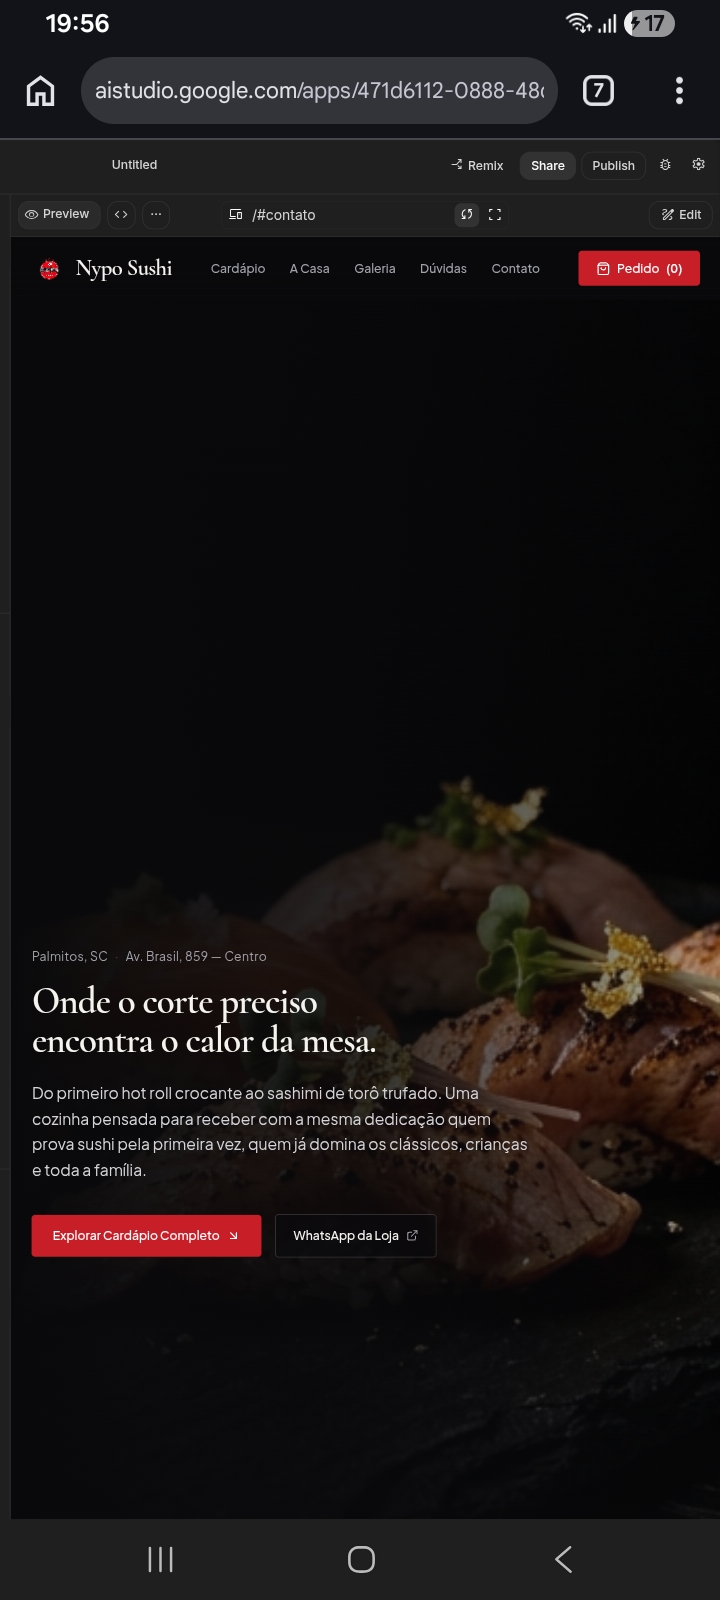 19:56
17
aistudio.google.com/apps/471d6112-0888-48
7
Untitled
Remix
Share
Publish
Preview
/#contato
Edit
Nypo Sushi
Cardápio
A Casa
Galeria
Dúvidas
Contato
Pedido (0)
Palmitos, SC · Av. Brasil, 859 — Centro
Onde o corte preciso
encontra o calor da mesa.
Do primeiro hot roll crocante ao sashimi de torô trufado. Uma
cozinha pensada para receber com a mesma dedicação quem
prova sushi pela primeira vez, quem já domina os clássicos, crianças
e toda a família.
Explorar Cardápio Completo
WhatsApp da Loja